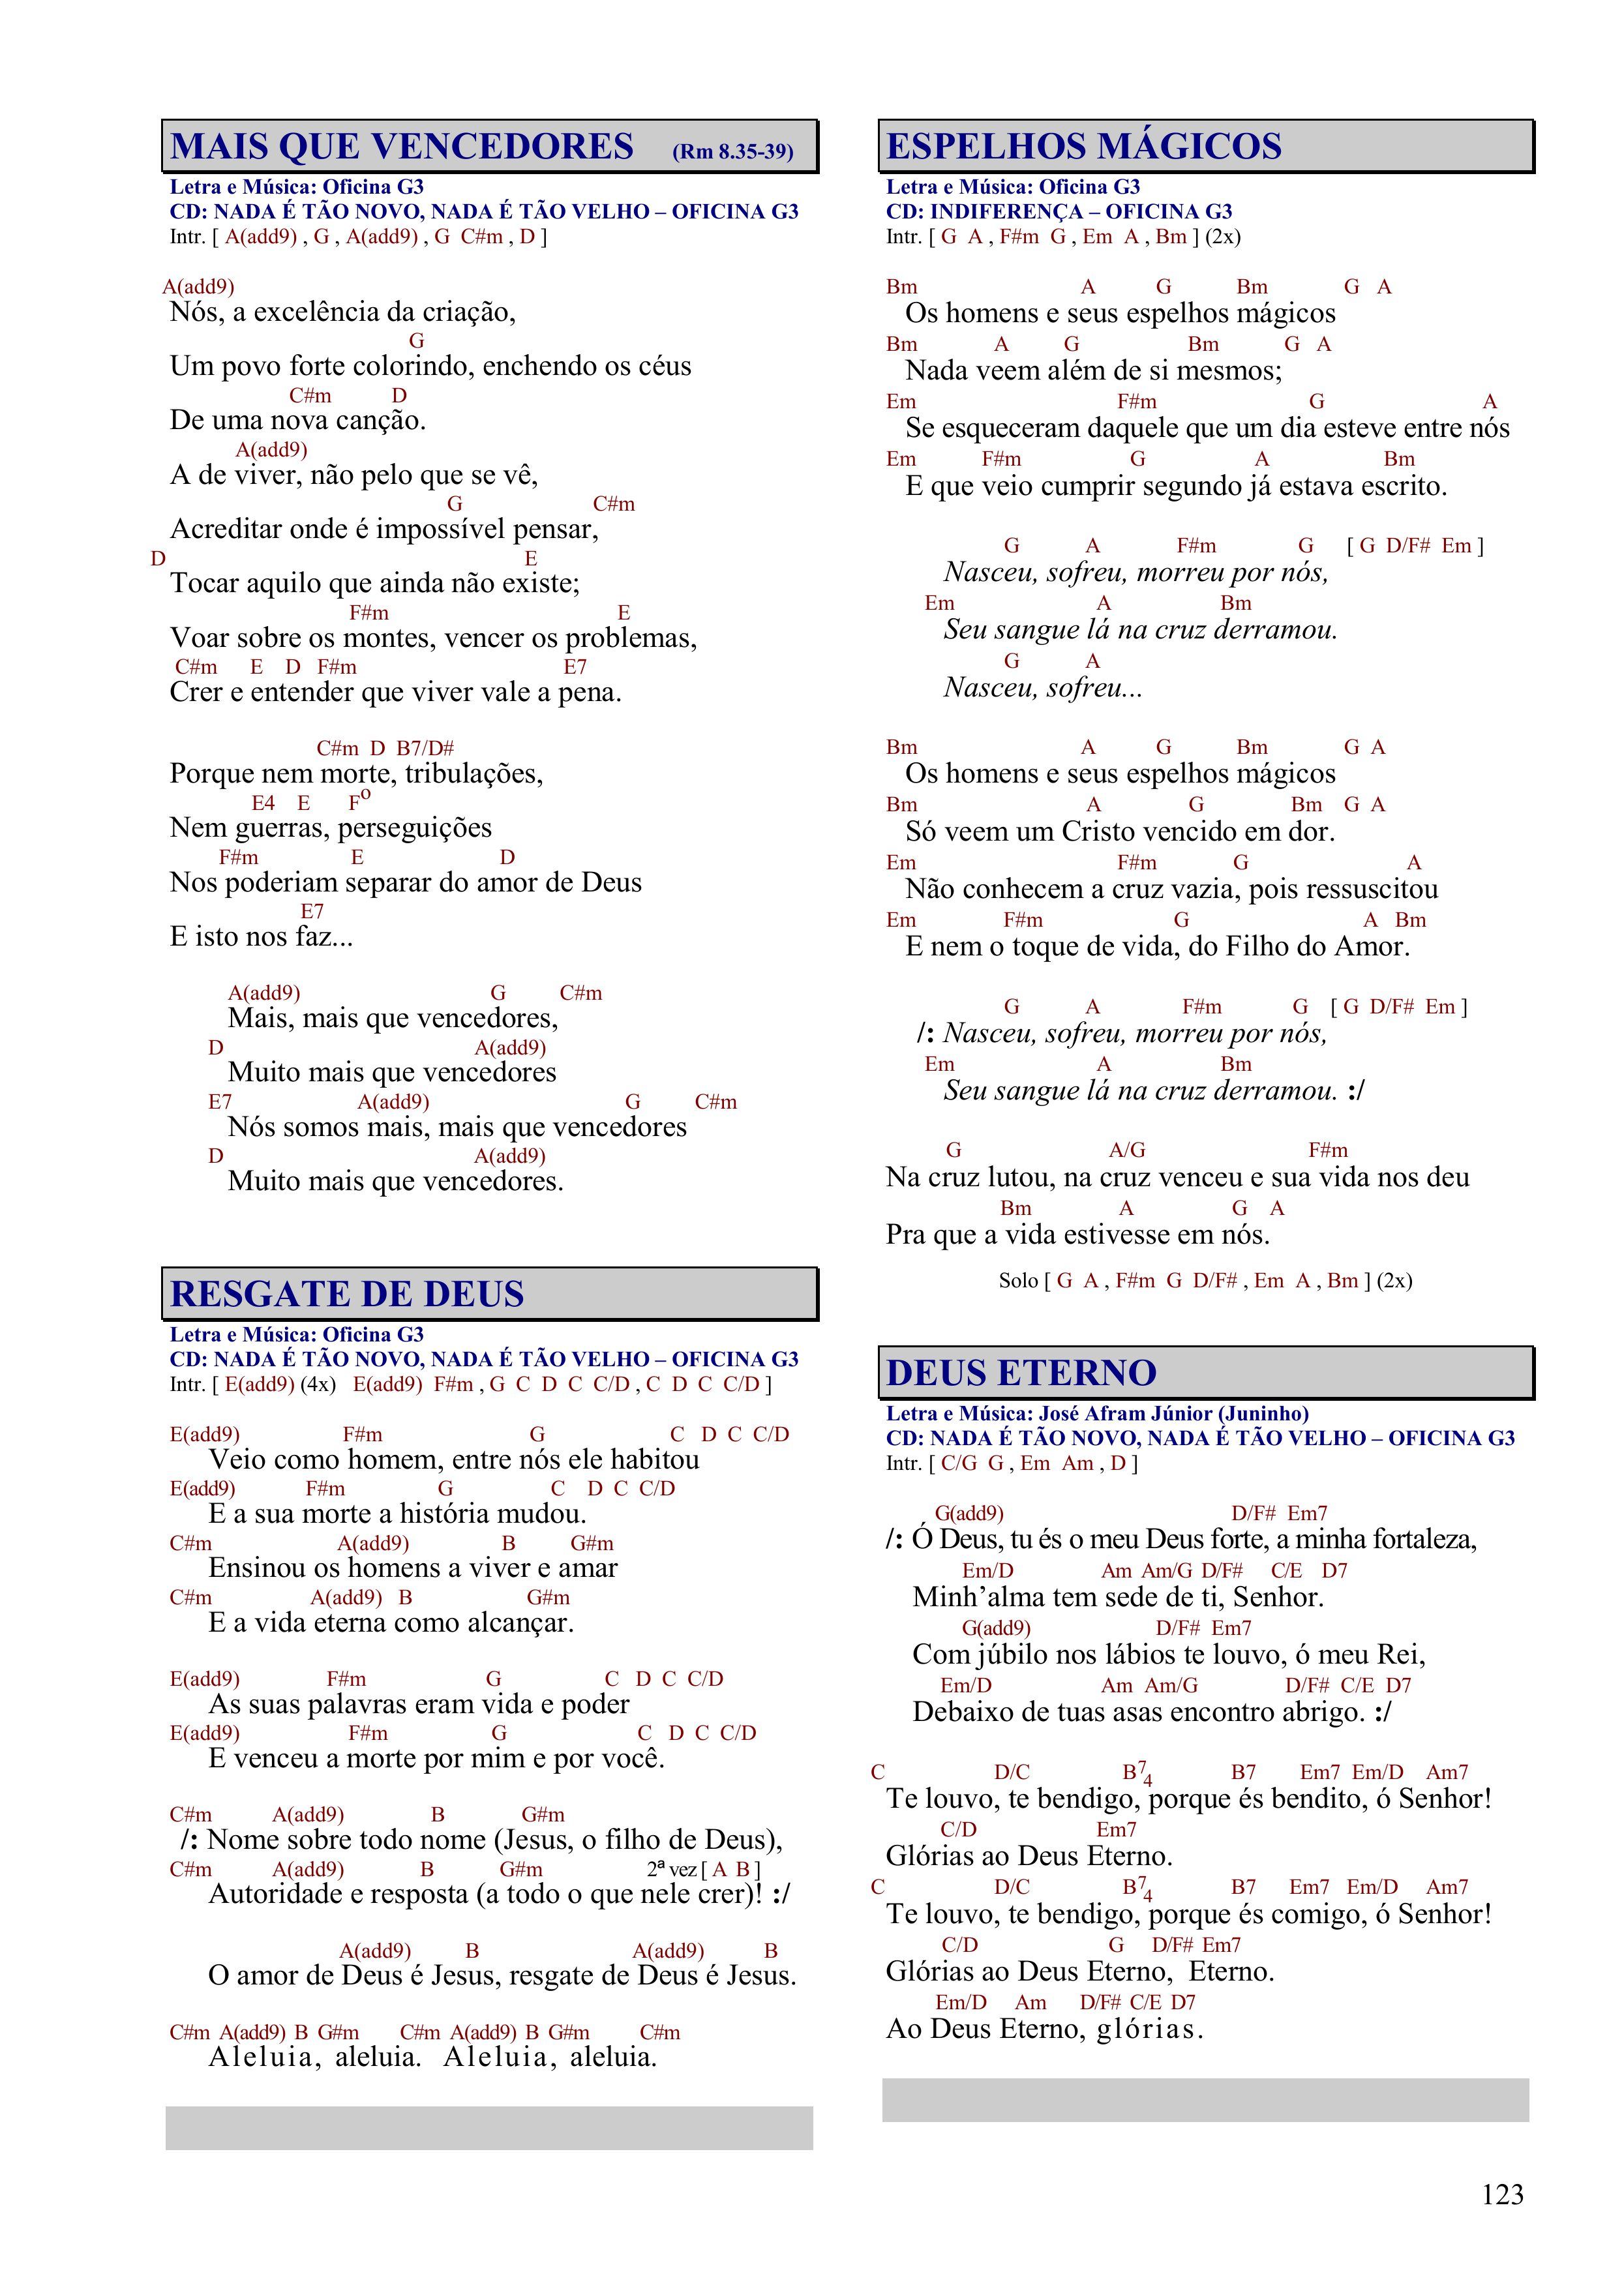 MAIS QUE VENCEDORES (Rm 8.35-39)
Letra e Música: Oficina G3
CD: NADA É TÃO NOVO, NADA É TÃO VELHO – OFICINA G3
Intr. [ A(add9) , G , A(add9) , G C#m , D ]
A(add9)
Nós, a excelência da criação,
G
Um povo forte colorindo, enchendo os céus
C#m D
De uma nova canção.
A(add9)
A de viver, não pelo que se vê,
G C#m
Acreditar onde é impossível pensar,
D E
Tocar aquilo que ainda não existe;
F#m E
Voar sobre os montes, vencer os problemas,
C#m E D F#m E7
Crer e entender que viver vale a pena.
C#m D B7/D#
Porque nem morte, tribulações,
E4 E Fº
Nem guerras, perseguições
F#m E D
Nos poderiam separar do amor de Deus
E7
E isto nos faz...
A(add9) G C#m
Mais, mais que vencedores,
D A(add9)
Muito mais que vencedores
E7 A(add9) G C#m
Nós somos mais, mais que vencedores
D A(add9)
Muito mais que vencedores.
RESGATE DE DEUS
Letra e Música: Oficina G3
CD: NADA É TÃO NOVO, NADA É TÃO VELHO – OFICINA G3
Intr. [ E(add9) (4x) E(add9) F#m , G C D C C/D , C D C C/D ]
E(add9) F#m G C D C C/D
Veio como homem, entre nós ele habitou
E(add9) F#m G C D C C/D
E a sua morte a história mudou.
C#m A(add9) B G#m
Ensinou os homens a viver e amar
C#m A(add9) B G#m
E a vida eterna como alcançar.
E(add9) F#m G C D C C/D
As suas palavras eram vida e poder
E(add9) F#m G C D C C/D
E venceu a morte por mim e por você.
C#m A(add9) B G#m
/: Nome sobre todo nome (Jesus, o filho de Deus),
C#m A(add9) B G#m 2ª vez [ A B ]
Autoridade e resposta (a todo o que nele crer)! :/
A(add9) B A(add9) B
O amor de Deus é Jesus, resgate de Deus é Jesus.
C#m A(add9) B G#m C#m A(add9) B G#m C#m
Aleluia, aleluia. Aleluia, aleluia.
ESPELHOS MÁGICOS
Letra e Música: Oficina G3
CD: INDIFERENÇA – OFICINA G3
Intr. [ G A , F#m G , Em A , Bm ] (2x)
Bm A G Bm G A
Os homens e seus espelhos mágicos
Bm A G Bm G A
Nada veem além de si mesmos;
Em F#m G A
Se esqueceram daquele que um dia esteve entre nós
Em F#m G A Bm
E que veio cumprir segundo já estava escrito.
G A F#m G [ G D/F# Em ]
Nasceu, sofreu, morreu por nós,
Em A Bm
Seu sangue lá na cruz derramou.
G A
Nasceu, sofreu...
Bm A G Bm G A
Os homens e seus espelhos mágicos
Bm A G Bm G A
Só veem um Cristo vencido em dor.
Em F#m G A
Não conhecem a cruz vazia, pois ressuscitou
Em F#m G A Bm
E nem o toque de vida, do Filho do Amor.
G A F#m G [ G D/F# Em ]
/: Nasceu, sofreu, morreu por nós,
Em A Bm
Seu sangue lá na cruz derramou. :/
G A/G F#m
Na cruz lutou, na cruz venceu e sua vida nos deu
Bm A G A
Pra que a vida estivesse em nós.
Solo [ G A , F#m G D/F# , Em A , Bm ] (2x)
DEUS ETERNO
Letra e Música: José Afram Júnior (Juninho)
CD: NADA É TÃO NOVO, NADA É TÃO VELHO – OFICINA G3
Intr. [ C/G G , Em Am , D ]
G(add9) D/F# Em7
/: Ó Deus, tu és o meu Deus forte, a minha fortaleza,
Em/D Am Am/G D/F# C/E D7
Minh’alma tem sede de ti, Senhor.
G(add9) D/F# Em7
Com júbilo nos lábios te louvo, ó meu Rei,
Em/D Am Am/G D/F# C/E D7
Debaixo de tuas asas encontro abrigo. :/
C D/C B74 B7 Em7 Em/D Am7
Te louvo, te bendigo, porque és bendito, ó Senhor!
C/D Em7
Glórias ao Deus Eterno.
C D/C B74 B7 Em7 Em/D Am7
Te louvo, te bendigo, porque és comigo, ó Senhor!
C/D G D/F# Em7
Glórias ao Deus Eterno, Eterno.
Em/D Am D/F# C/E D7
Ao Deus Eterno, glórias.
123